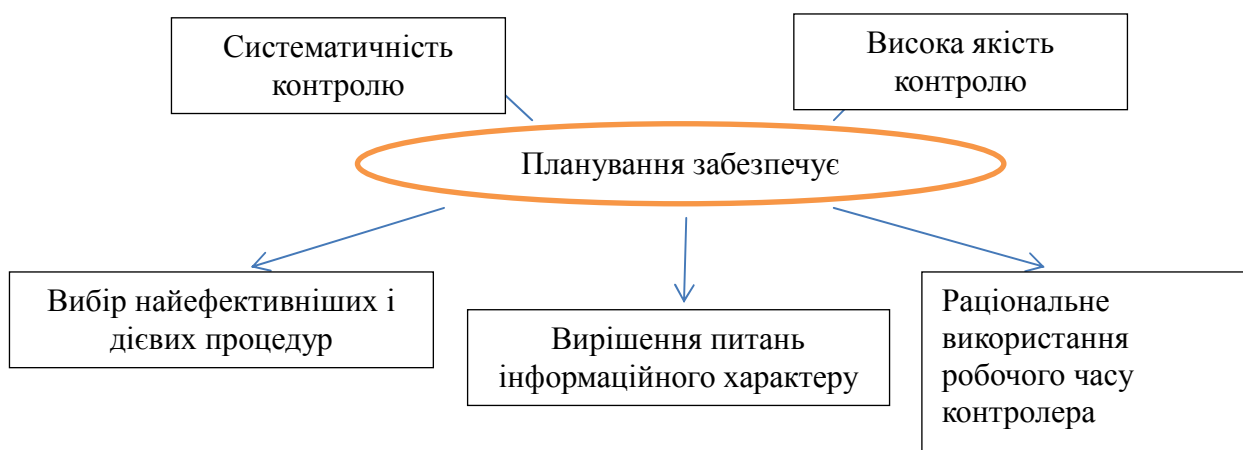 Систематичність
контролю
Висока якість
контролю
Планування забезпечує
Вибір найефективніших і
дієвих процедур
Вирішення питань
інформаційного характеру
Раціональне
використання
робочого часу
контролера